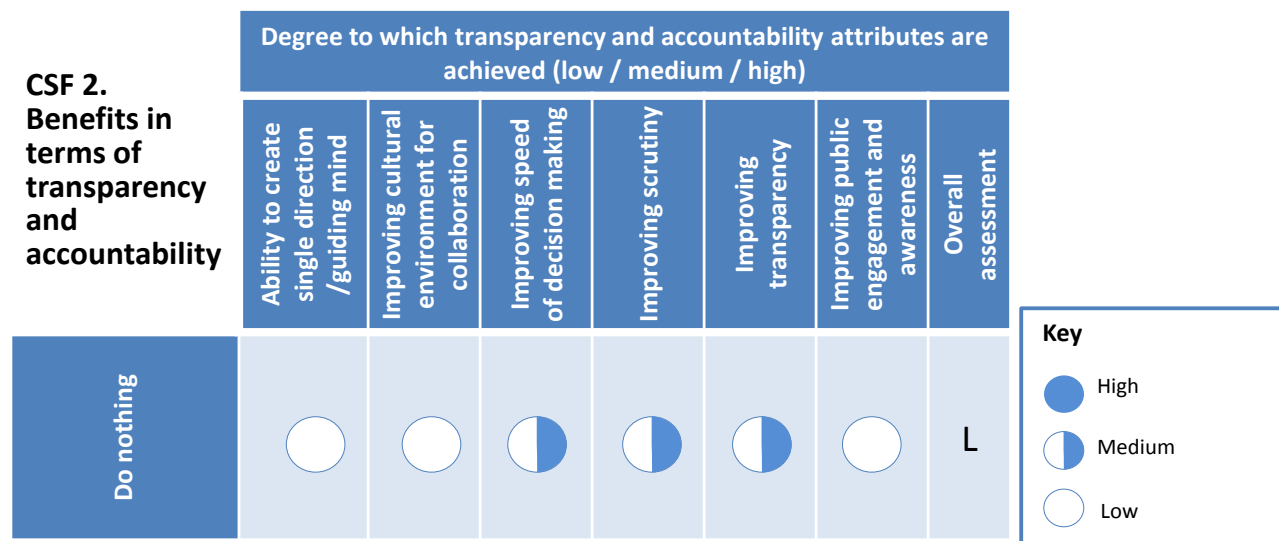 Degree to which transparency and accountability attributes are
achieved (low / medium / high)
CSF 2.
Benefits in
terms of
transparency
and
accountability
Ability to create
single direction
/guiding mind
Improving cultural
environment for
collaboration
Improving speed
of decision making
Improving scrutiny
Improving
transparency
Improving public
engagement and
awareness
Overall
assessment
Do nothing
L
Key
High
Medium
Low